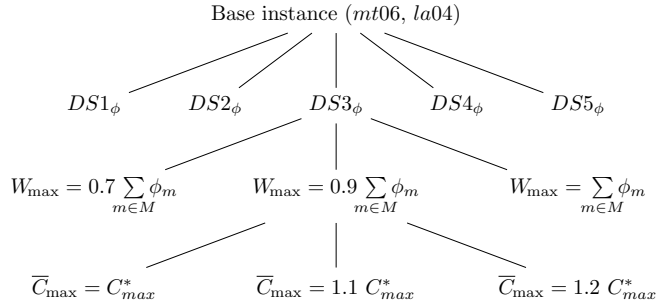 Base instance (mt06, la04)
DS1_ϕ DS2_ϕ DS3_ϕ DS4_ϕ DS5_ϕ
W_max = 0.7 ∑_{m∈M} ϕ_m W_max = 0.9 ∑_{m∈M} ϕ_m W_max = ∑_{m∈M} ϕ_m
C̅_max = C*_max C̅_max = 1.1 C*_max C̅_max = 1.2 C*_max